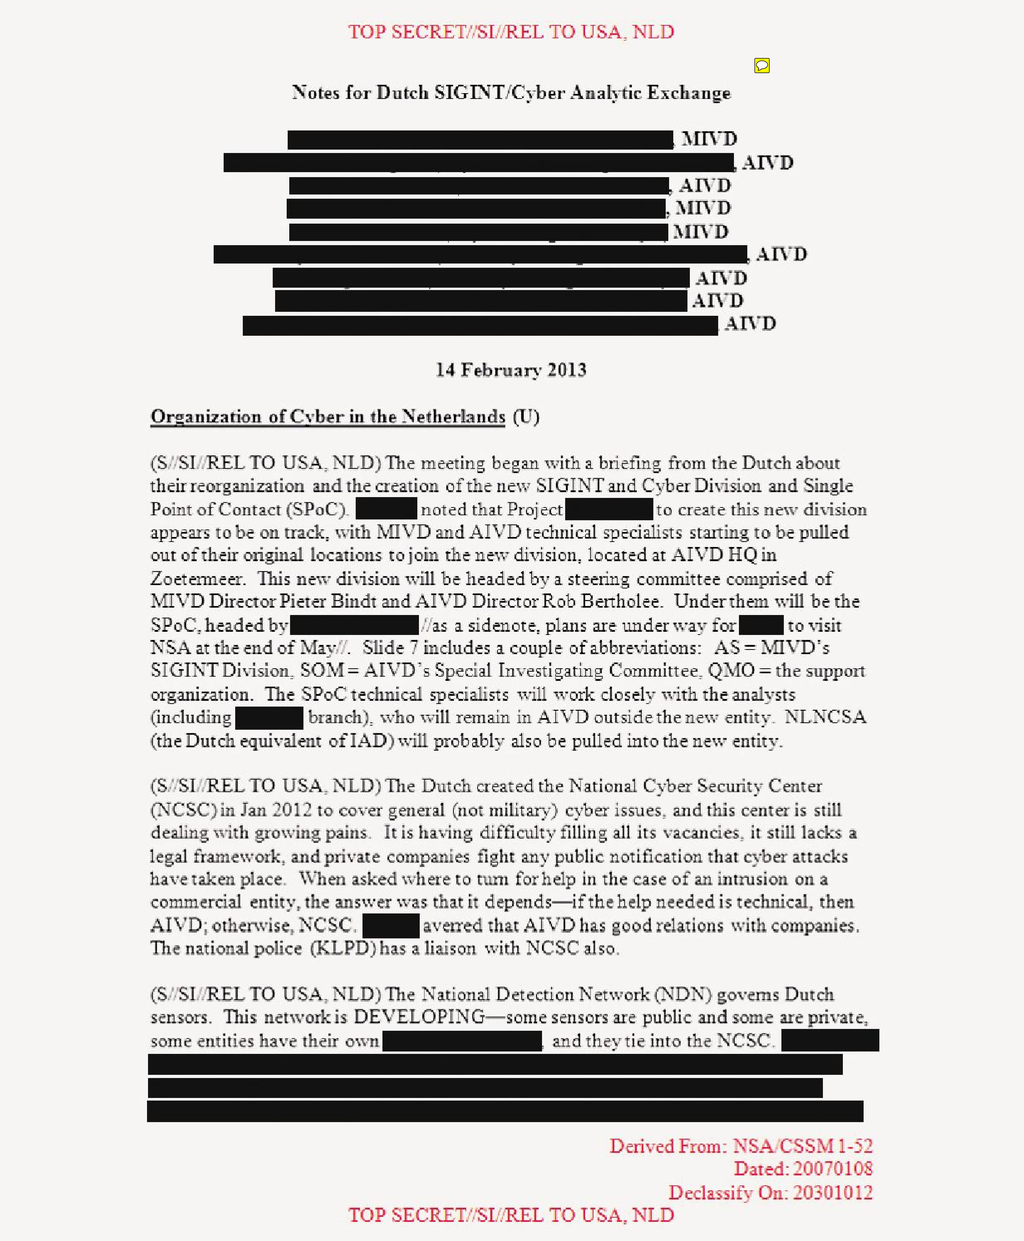 TOP SECRET//SI//REL TO USA, NLD
Notes for Dutch SIGINT/Cyber Analytic Exchange
, MIVD
, AIVD
, AIVD
, MIVD
MIVD
, AIVD
AIVD
AIVD
AIVD
14 February 2013
Organization of Cyber in the Netherlands (U)
(S//SI//REL TO USA, NLD) The meeting began with a briefing from the Dutch about
their reorganization and the creation of the new SIGINT and Cyber Division and Single
Point of Contact (SPoC). noted that Project to create this new division
appears to be on track, with MIVD and AIVD technical specialists starting to be pulled
out of their original locations to join the new division, located at AIVD HQ in
Zoetermeer. This new division will be headed by a steering committee comprised of
MIVD Director Pieter Bindt and AIVD Director Rob Bertholee. Under them will be the
SPoC, headed by //as a sidenote, plans are under way for to visit
NSA at the end of May//. Slide 7 includes a couple of abbreviations: AS = MIVD's
SIGINT Division, SOM = AIVD's Special Investigating Committee, QMO = the support
organization. The SPoC technical specialists will work closely with the analysts
(including branch), who will remain in AIVD outside the new entity. NLNCSA
(the Dutch equivalent of IAD) will probably also be pulled into the new entity.
(S//SI//REL TO USA, NLD) The Dutch created the National Cyber Security Center
(NCSC) in Jan 2012 to cover general (not military) cyber issues, and this center is still
dealing with growing pains. It is having difficulty filling all its vacancies, it still lacks a
legal framework, and private companies fight any public notification that cyber attacks
have taken place. When asked where to turn for help in the case of an intrusion on a
commercial entity, the answer was that it depends—if the help needed is technical, then
AIVD; otherwise, NCSC. averred that AIVD has good relations with companies.
The national police (KLPD) has a liaison with NCSC also.
(S//SI//REL TO USA, NLD) The National Detection Network (NDN) governs Dutch
sensors. This network is DEVELOPING—some sensors are public and some are private,
some entities have their own , and they tie into the NCSC.
Derived From: NSA/CSSM 1-52
Dated: 20070108
Declassify On: 20301012
TOP SECRET//SI//REL TO USA, NLD